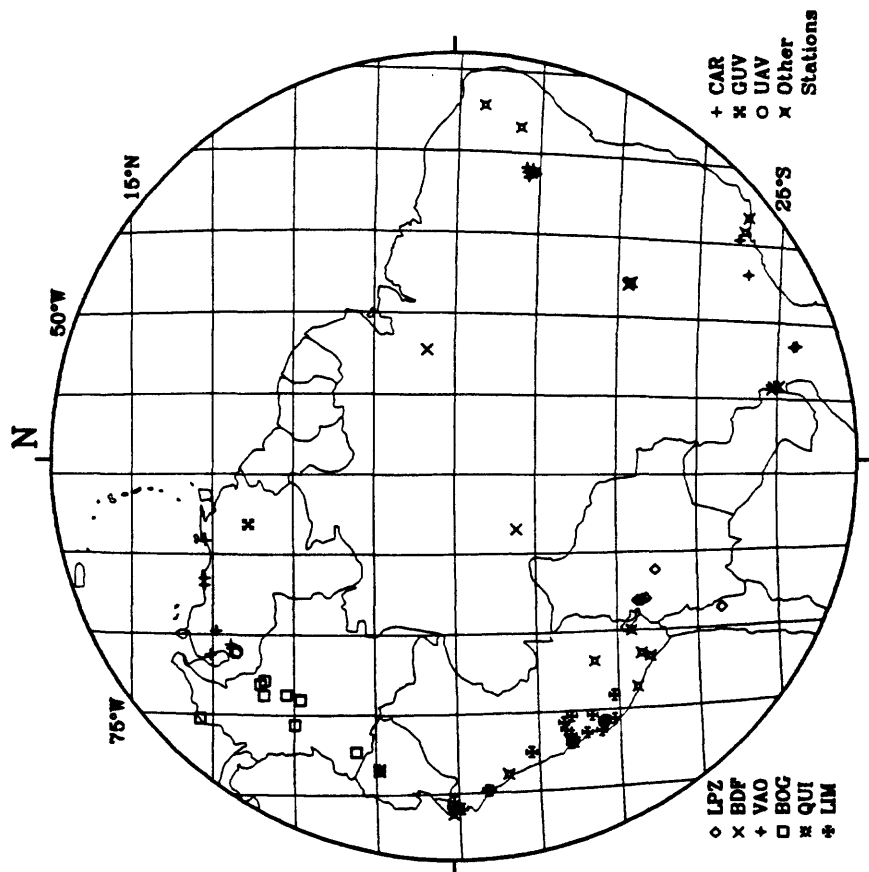 N
50°W
15°N
75°W
25°S
LPZ
BDF
VAO
BOG
QUI
LIM
CAR
GUV
UAV
Other
Stations